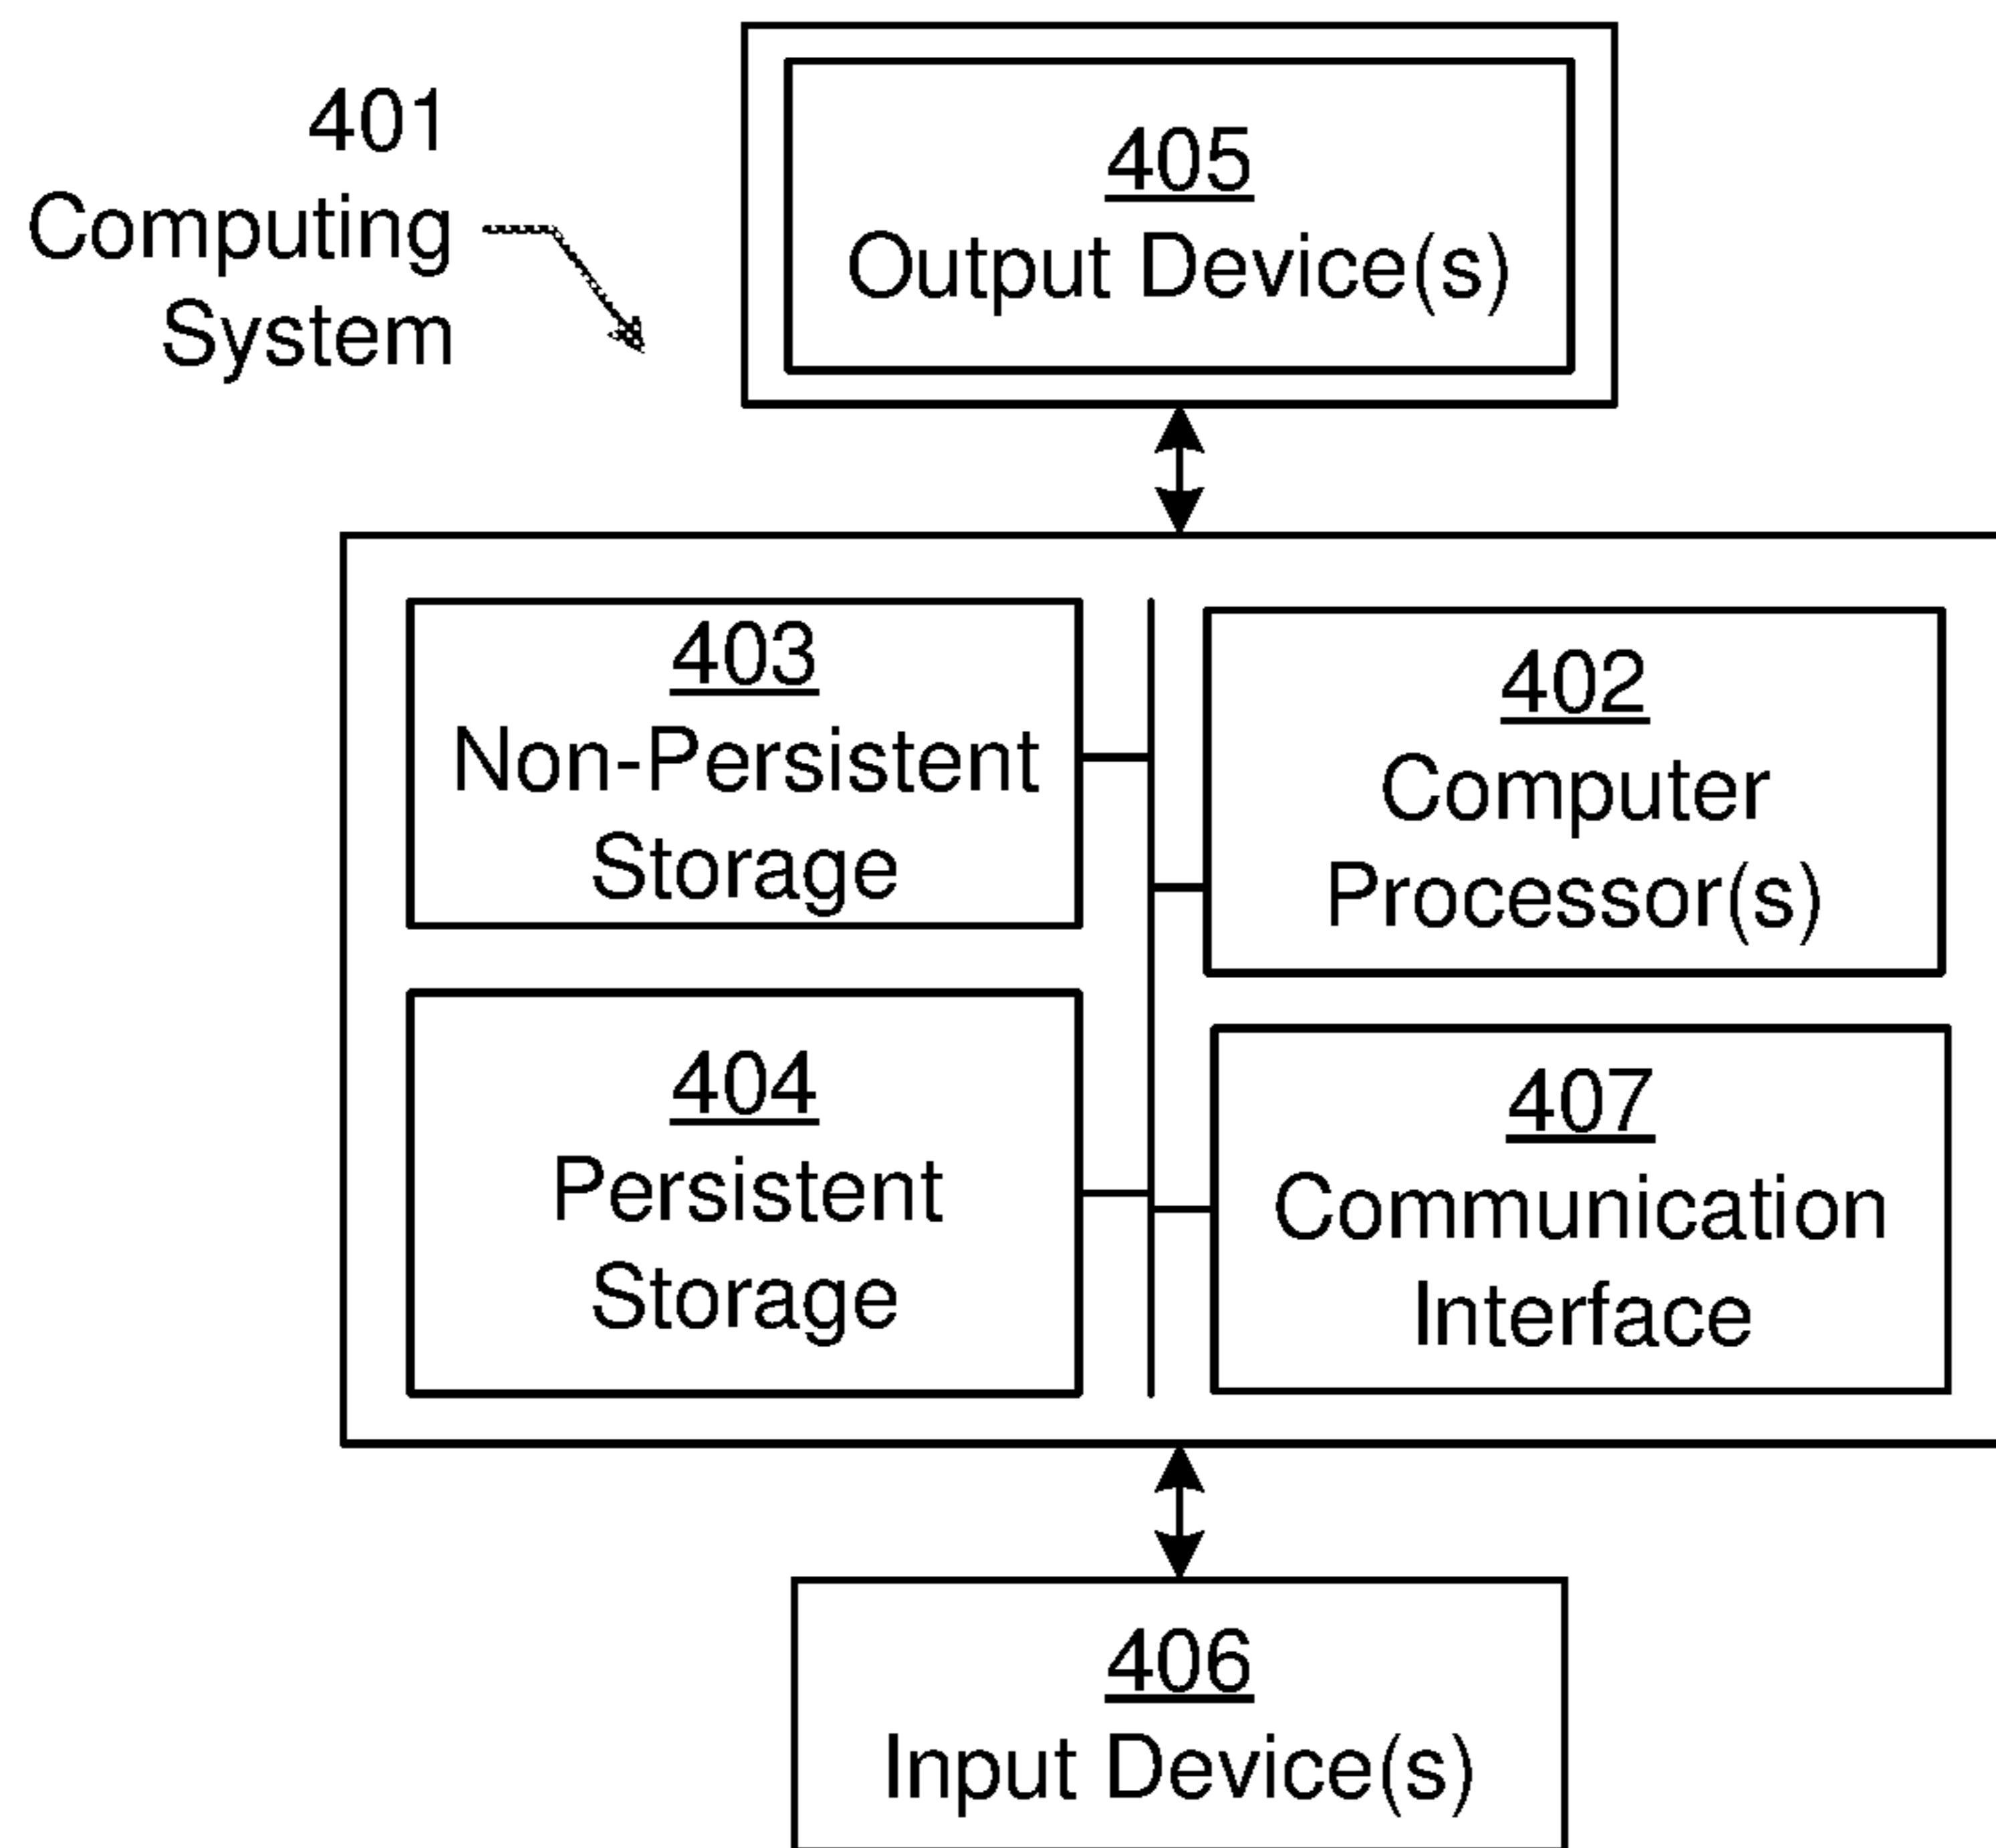 401
Computing
System
405
Output Device(s)
403
Non-Persistent
Storage
402
Computer
Processor(s)
404
Persistent
Storage
407
Communication
Interface
406
Input Device(s)